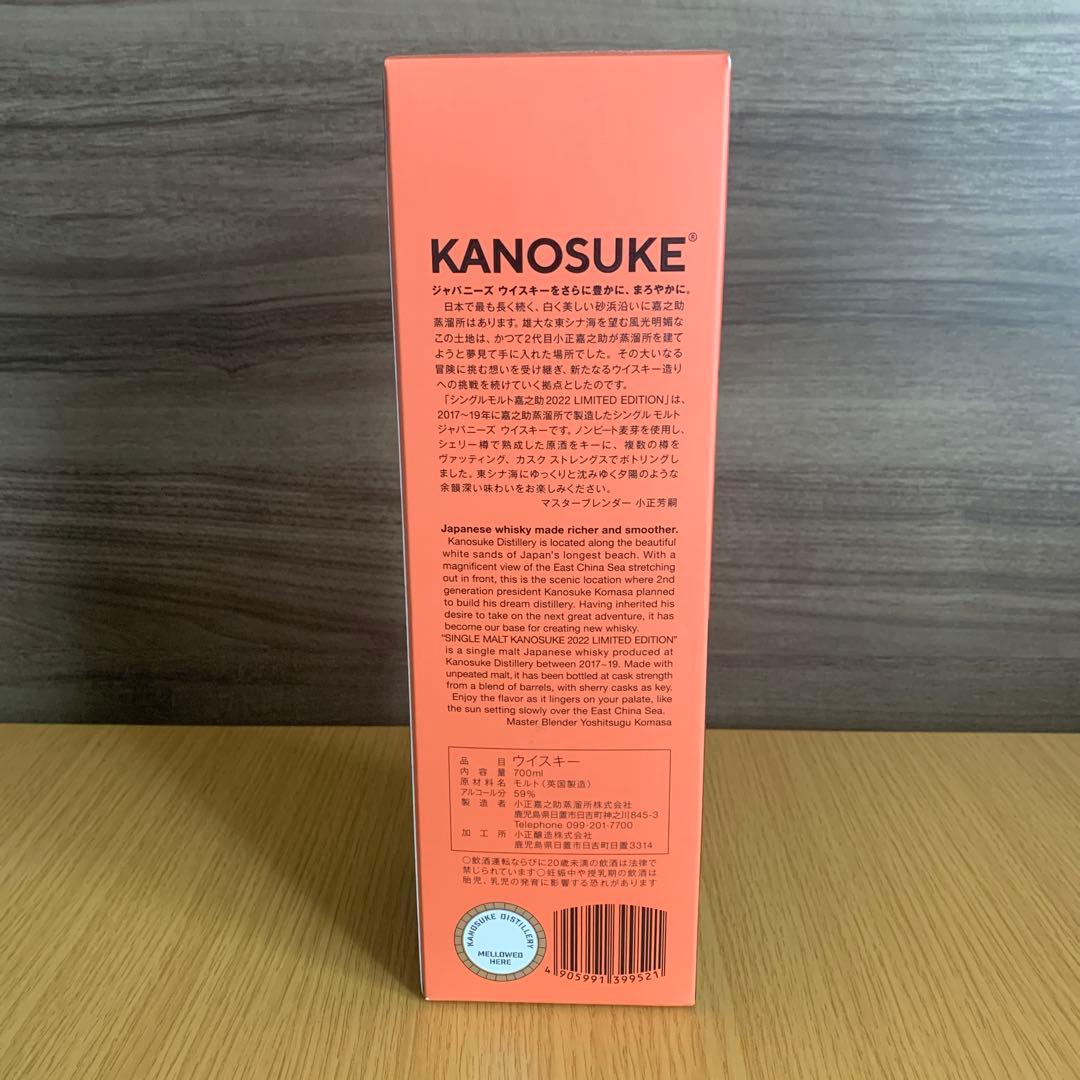 KANOSUKE®
ジャパニーズ ウイスキーをさらに豊かに、まろやかに。
日本で最も長く続く、白く美しい砂浜沿いに嘉之助
蒸溜所はあります。雄大な東シナ海を望む風光明媚な
この土地は、かつて2代目小正嘉之助が蒸溜所を建て
ようと夢見て手に入れた場所でした。その大いなる
冒険に挑む想いを受け継ぎ、新たなるウイスキー造り
への挑戦を続けていく拠点としたのです。
「シングルモルト嘉之助2022 LIMITED EDITION」は、
2017~19年に嘉之助蒸溜所で製造したシングル モルト
ジャパニーズ ウイスキーです。ノンピート麦芽を使用し、
シェリー樽で熟成した原酒をキーに、複数の樽を
ヴァッティング、カスク ストレングスでボトリングし
ました。東シナ海にゆっくりと沈みゆく夕陽のような
余韻深い味わいをお楽しみください。
マスターブレンダー 小正芳嗣
Japanese whisky made richer and smoother.
Kanosuke Distillery is located along the beautiful
white sands of Japan's longest beach. With a
magnificent view of the East China Sea stretching
out in front, this is the scenic location where 2nd
generation president Kanosuke Komasa planned
to build his dream distillery. Having inherited his
desire to take on the next great adventure, it has
become our base for creating new whisky.
"SINGLE MALT KANOSUKE 2022 LIMITED EDITION"
is a single malt Japanese whisky produced at
Kanosuke Distillery between 2017~19. Made with
unpeated malt, it has been bottled at cask strength
from a blend of barrels, with sherry casks as key.
Enjoy the flavor as it lingers on your palate, like
the sun setting slowly over the East China Sea.
Master Blender Yoshitsugu Komasa
品目 ウイスキー
内容量 700ml
原材料名 モルト(英国製造)
アルコール分 59%
製造者 小正嘉之助蒸溜所株式会社
鹿児島県日置市日吉町神之川845-3
Telephone 099-201-7700
加工所 小正醸造株式会社
鹿児島県日置市日吉町日置3314
○飲酒運転ならびに20歳未満の飲酒は法律で
禁じられています○妊娠中や授乳期の飲酒は
胎児、乳児の発育に影響する恐れがあります
KANOSUKE DISTILLERY
MELLOWED
HERE
4 905991 399521